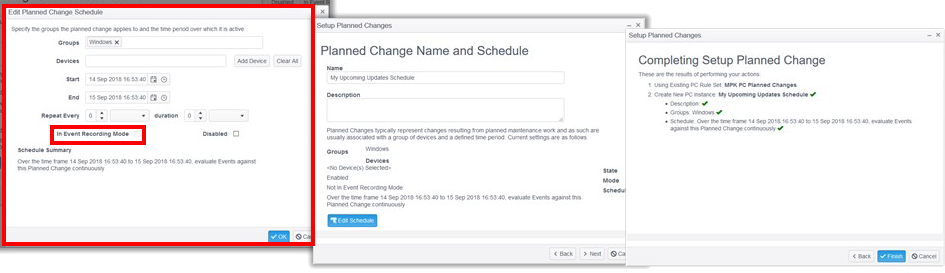 Edit Planned Change Schedule
Specify the groups the planned change applies to and the time period over which it is active
Groups Windows
Devices Add Device Clear All
Start 14 Sep 2018 16:53:40
End 15 Sep 2018 16:53:40
Repeat Every 0 duration 0
In Event Recording Mode Disabled
Schedule Summary
Over the time frame 14 Sep 2018 16:53:40 to 15 Sep 2018 16:53:40, evaluate Events against
this Planned Change continuously
OK
Setup Planned Changes
Planned Change Name and Schedule
Name
My Upcoming Updates Schedule
Description
Planned Changes typically represent changes resulting from planned maintenance work and as such are
usually associated with a group of devices and a defined time period. Current settings are as follows
Groups Windows
Devices
<No Device(s) Selected>
State
Enabled
Mode
Not in Event Recording Mode
Schedul
Over the time frame 14 Sep 2018 16:53:40 to 15 Sep 2018 16:53:40, evaluate Events against this
Planned Change continuously
Edit Schedule
< Back > Next
Setup Planned Changes
Completing Setup Planned Change
These are the results of performing your actions:
1. Using Existing PC Rule Set: MPK PC Planned Changes
2. Create New PC Instance: My Upcoming Updates Schedule
Description:
Groups: Windows
Schedule: Over the time frame 14 Sep 2018 16:53:40 to 15 Sep 2018 16:53:40, evaluate Events
against this Planned Change continuously
< Back Finish Cancel